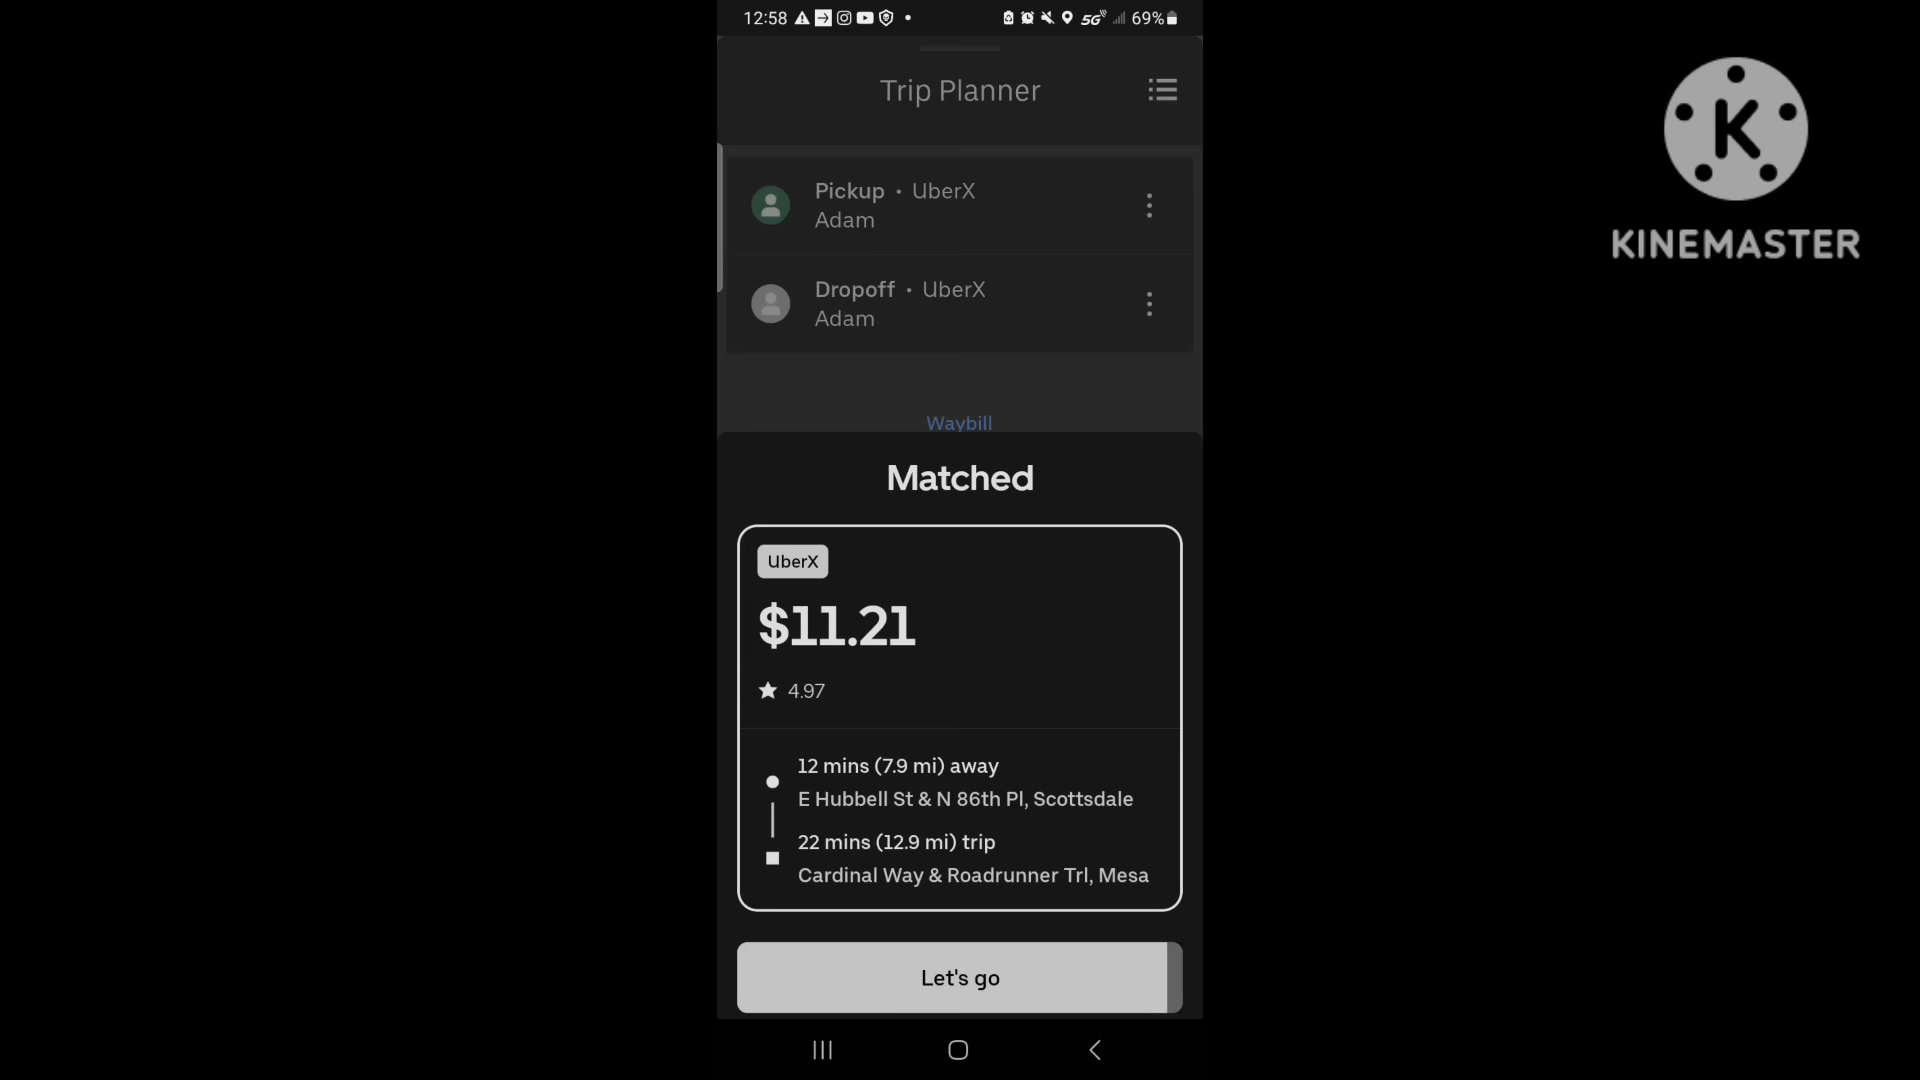 12:58
5G
69%
Trip Planner
Pickup • UberX
Adam
Dropoff • UberX
Adam
Waybill
Matched
UberX
$11.21
4.97
12 mins (7.9 mi) away
E Hubbell St & N 86th Pl, Scottsdale
22 mins (12.9 mi) trip
Cardinal Way & Roadrunner Trl, Mesa
Let's go
K
KINEMASTER